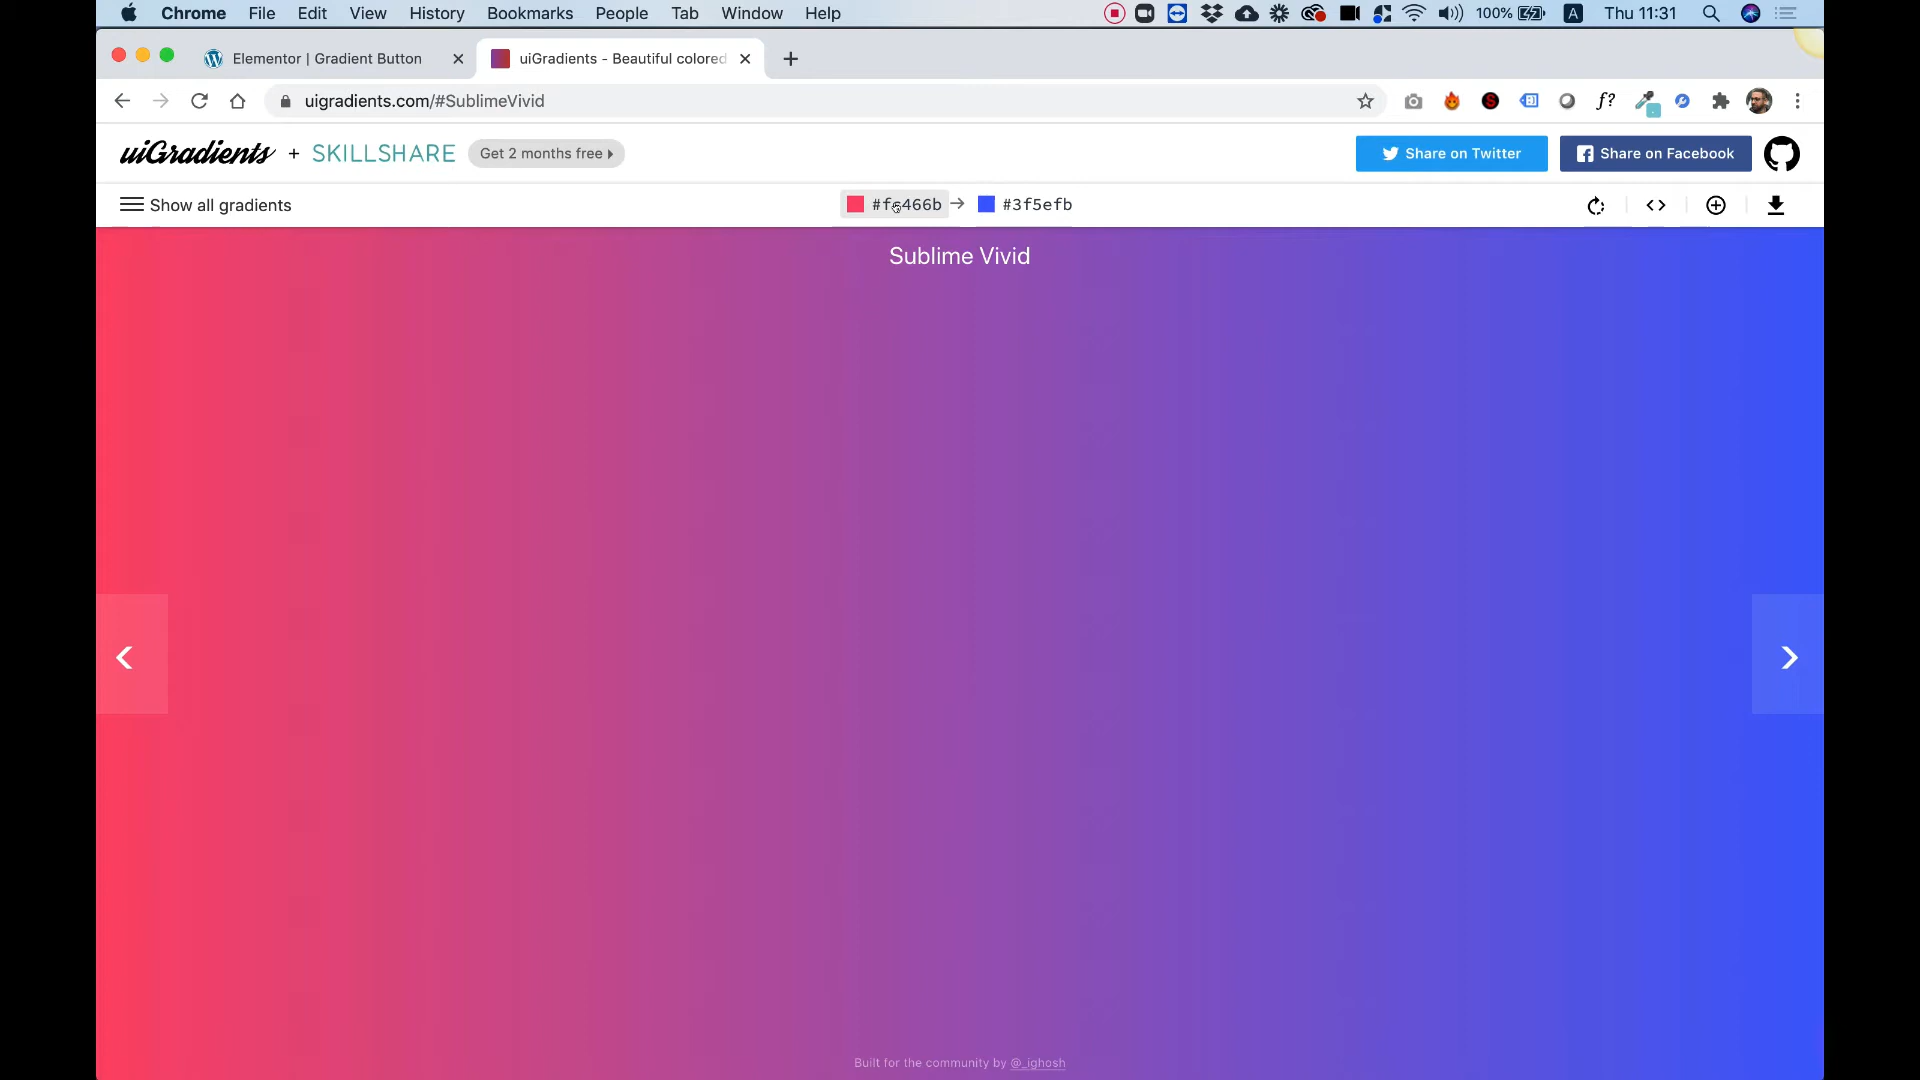 Chrome File Edit View History Bookmarks People Tab Window Help 100% A Thu 11:31
Elementor | Gradient Button uiGradients - Beautiful colored
uigradients.com/#SublimeVivid f?
uiGradients + SKILLSHARE Get 2 months free Share on Twitter Share on Facebook
Show all gradients #fc466b → #3f5efb
Sublime Vivid
Built for the community by @_ighosh